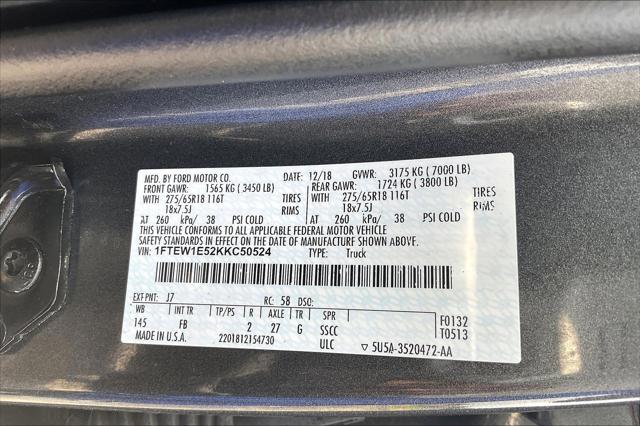 MFD. BY FORD MOTOR CO.
DATE: 12/18 GVWR: 3175 KG ( 7000 LB)
FRONT GAWR: 1565 KG ( 3450 LB) REAR GAWR: 1724 KG ( 3800 LB)
WITH 275/65R18 116T TIRES WITH 275/65R18 116T TIRES
18x7.5J RIMS 18x7.5J RIMS
AT 260 kPa/ 38 PSI COLD AT 260 kPa/ 38 PSI COLD
THIS VEHICLE CONFORMS TO ALL APPLICABLE FEDERAL MOTOR VEHICLE
SAFETY STANDARDS IN EFFECT ON THE DATE OF MANUFACTURE SHOWN ABOVE.
VIN: 1FTEW1E52KKC50524 TYPE: Truck
EXT PNT: J7 RC: 58 DSO:
WB INT TR TP/PS R AXLE TR SPR
145 FB 2 27 G SSCC
F0132
T0513
MADE IN U.S.A. 2201812154730 ULC ▽ 5U5A-3520472-AA